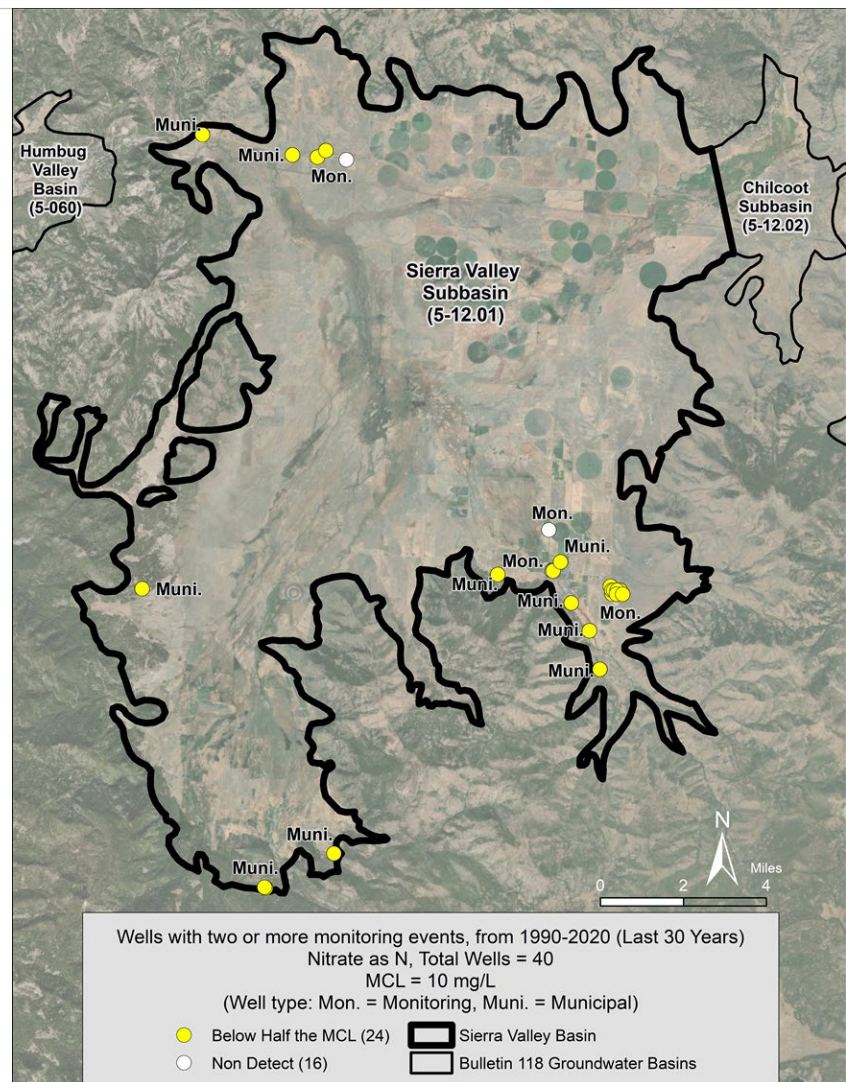 Muni.
Humbug
Valley
Basin
(5-060)
Muni.
Mon.
Chilcoot
Subbasin
(5-12.02)
Sierra Valley
Subbasin
(5-12.01)
Mon.
Mon.
Muni.
Muni.
Muni.
Muni.
Mon.
Muni.
Muni.
Muni.
Muni.
N
Miles
0 2 4
Wells with two or more monitoring events, from 1990-2020 (Last 30 Years)
Nitrate as N, Total Wells = 40
MCL = 10 mg/L
(Well type: Mon. = Monitoring, Muni. = Municipal)
Below Half the MCL (24)
Sierra Valley Basin
Non Detect (16)
Bulletin 118 Groundwater Basins